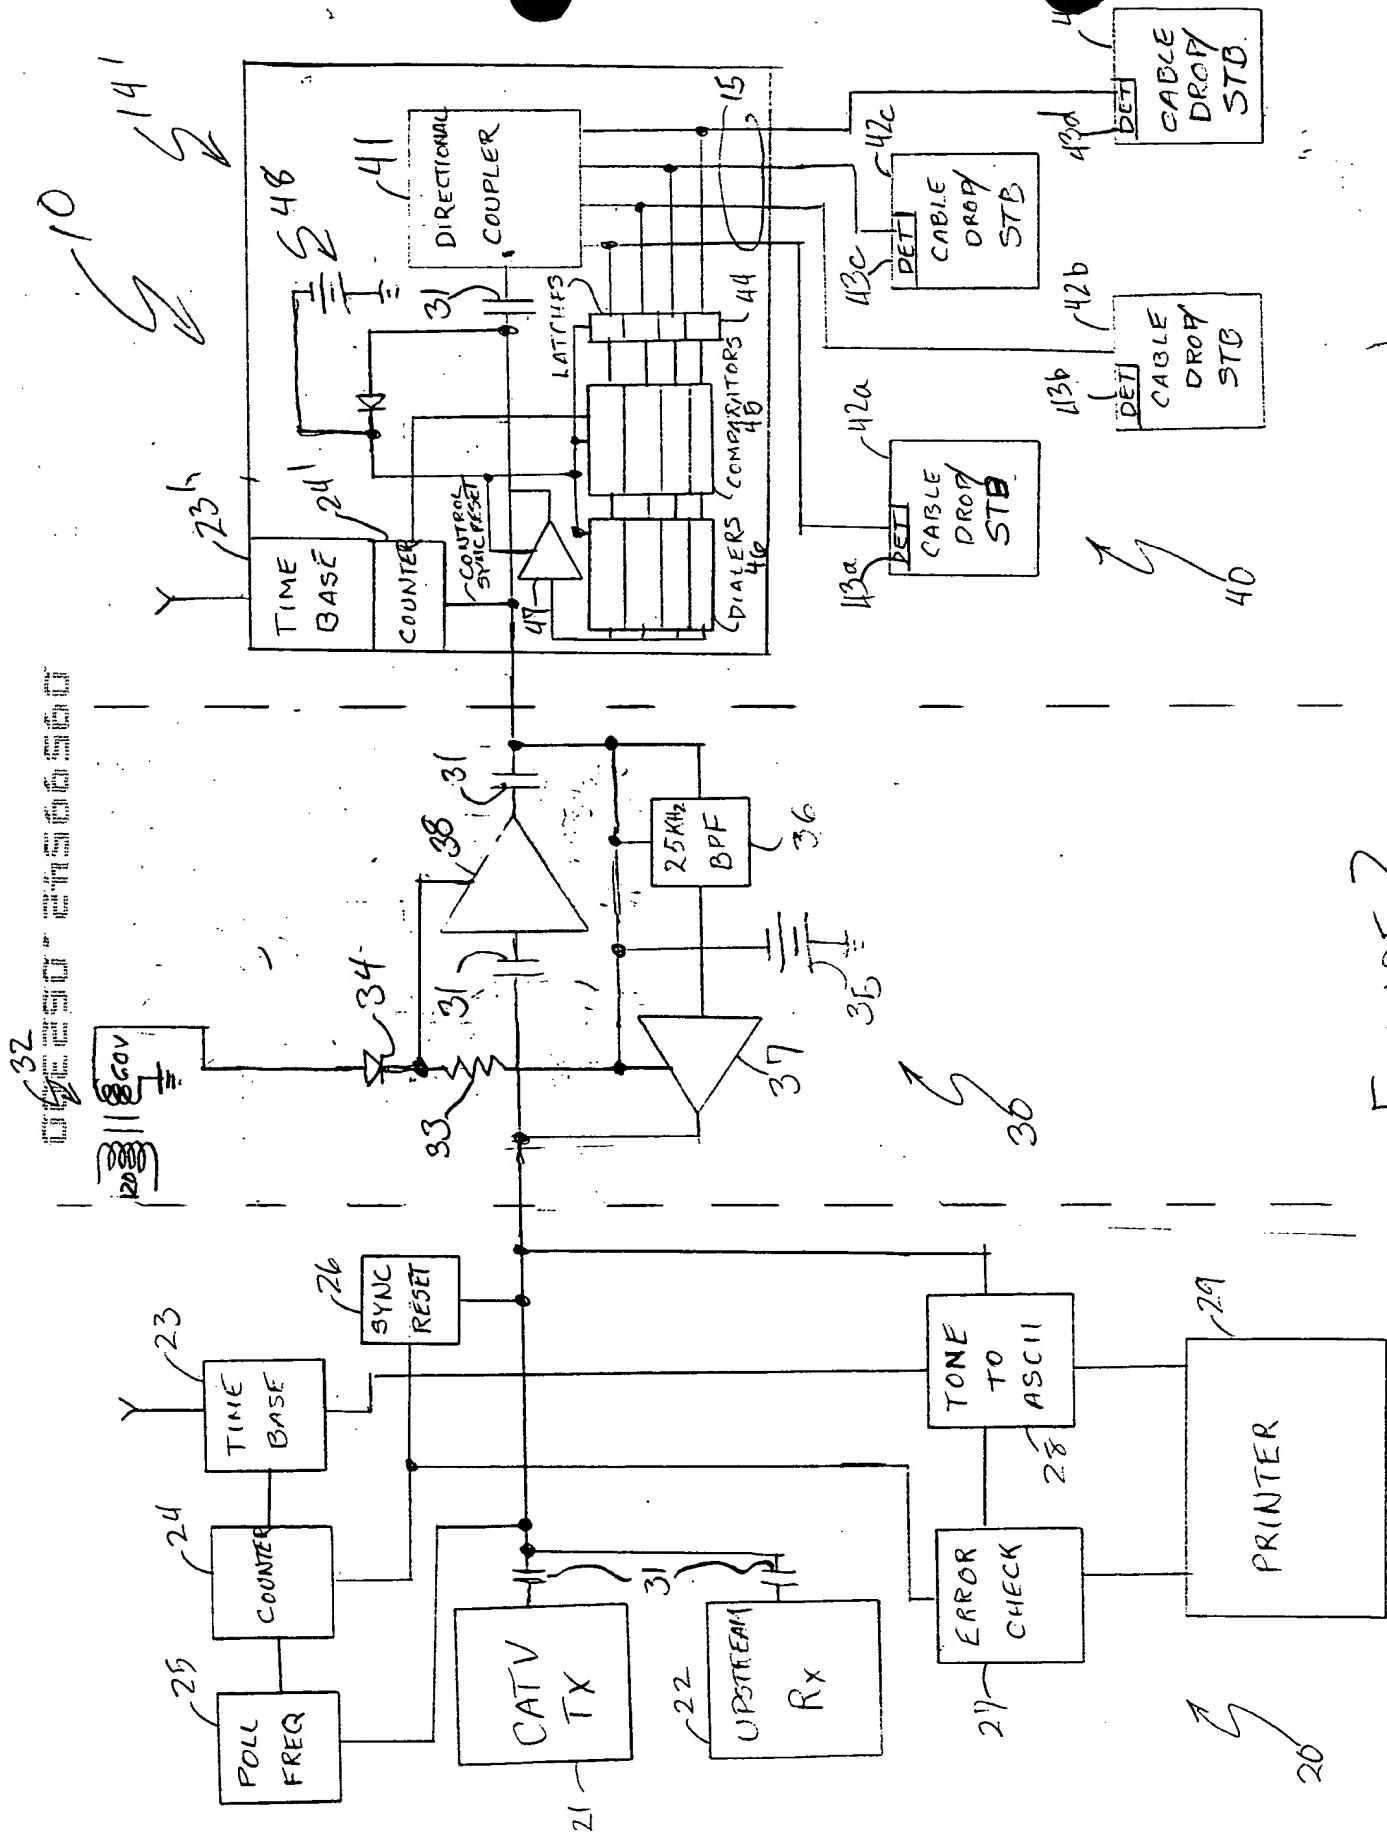 10
14'
32
120
60V
23
TIME
BASE
24
COUNTER
25
POLL
FREQ
26
SYNC
RESET
CATV
TX
21
31
UPSTREAM
Rx
22
ERROR
CHECK
27
TONE
TO
ASCII
28
PRINTER
29
20
34
33
31
38
31
25KHz
BPF
36
35
37
30
23'
TIME
BASE
24'
COUNTER
CONTROL
SYNC RESET
48
31
DIRECTIONAL
COUPLER
41
47
LATCHES
44
COMPARITORS
45
DIALERS
46
15
42a
43a
DET
CABLE
DROP/
STB
42b
43b
DET
CABLE
DROP/
STB
42c
43c
DET
CABLE
DROP/
STB
43d
DET
CABLE
DROP/
STB
40